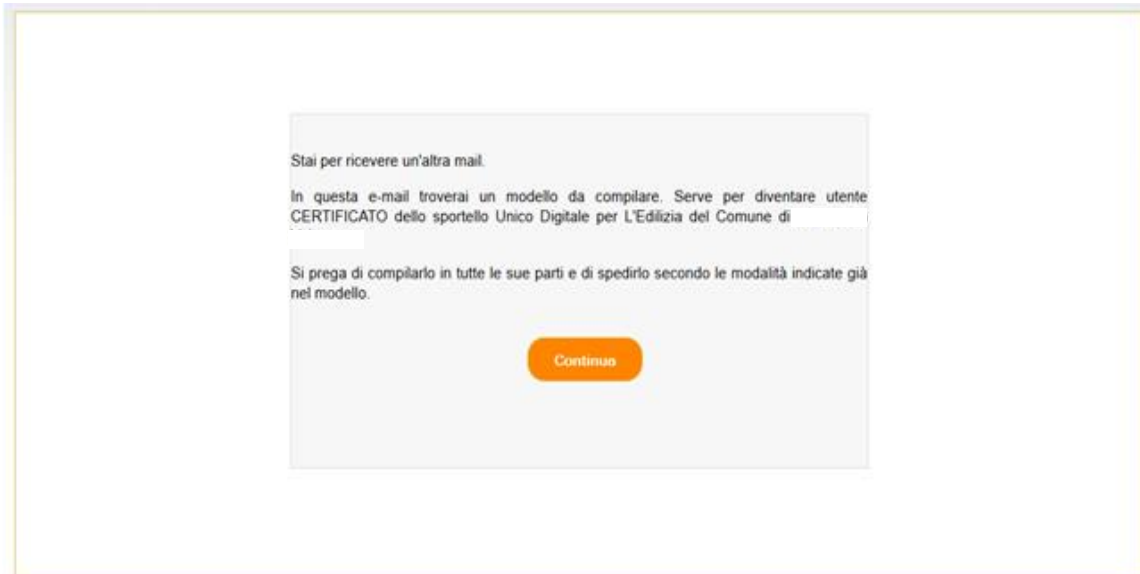 Stai per ricevere un'altra mail.
In questa e-mail troverai un modello da compilare. Serve per diventare utente
CERTIFICATO dello sportello Unico Digitale per L'Edilizia del Comune di
Si prega di compilarlo in tutte le sue parti e di spedirlo secondo le modalità indicate già
nel modello.
Continua